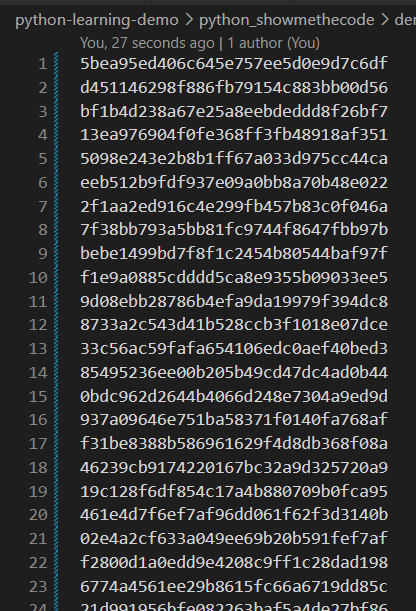 python-learning-demo > python_showmethecode > der
You, 27 seconds ago | 1 author (You)
1 5bea95ed406c645e757ee5d0e9d7c6df
2 d451146298f886fb79154c883bb00d56
3 bf1b4d238a67e25a8eebdeddd8f26bf7
4 13ea976904f0fe368ff3fb48918af351
5 5098e243e2b8b1ff67a033d975cc44ca
6 eeb512b9fdf937e09a0bb8a70b48e022
7 2f1aa2ed916c4e299fb457b83c0f046a
8 7f38bb793a5bb81fc9744f8647fbb97b
9 bebe1499bd7f8f1c2454b80544baf97f
10 f1e9a0885cdddd5ca8e9355b09033ee5
11 9d08ebb28786b4efa9da19979f394dc8
12 8733a2c543d41b528ccb3f1018e07dce
13 33c56ac59fafa654106edc0aef40bed3
14 85495236ee00b205b49cd47dc4ad0b44
15 0bdc962d2644b4066d248e7304a9ed9d
16 937a09646e751ba58371f0140fa768af
17 f31be8388b586961629f4d8db368f08a
18 46239cb9174220167bc32a9d325720a9
19 19c128f6df854c17a4b880709b0fca95
20 461e4d7f6ef7af96dd061f62f3d3140b
21 02e4a2cf633a049ee69b20b591fef7af
22 f2800d1a0edd9e4208c9ff1c28dad198
23 6774a4561ee29b8615fc66a6719dd85c
24 21d991956bfe082263baf5a4de27bf86